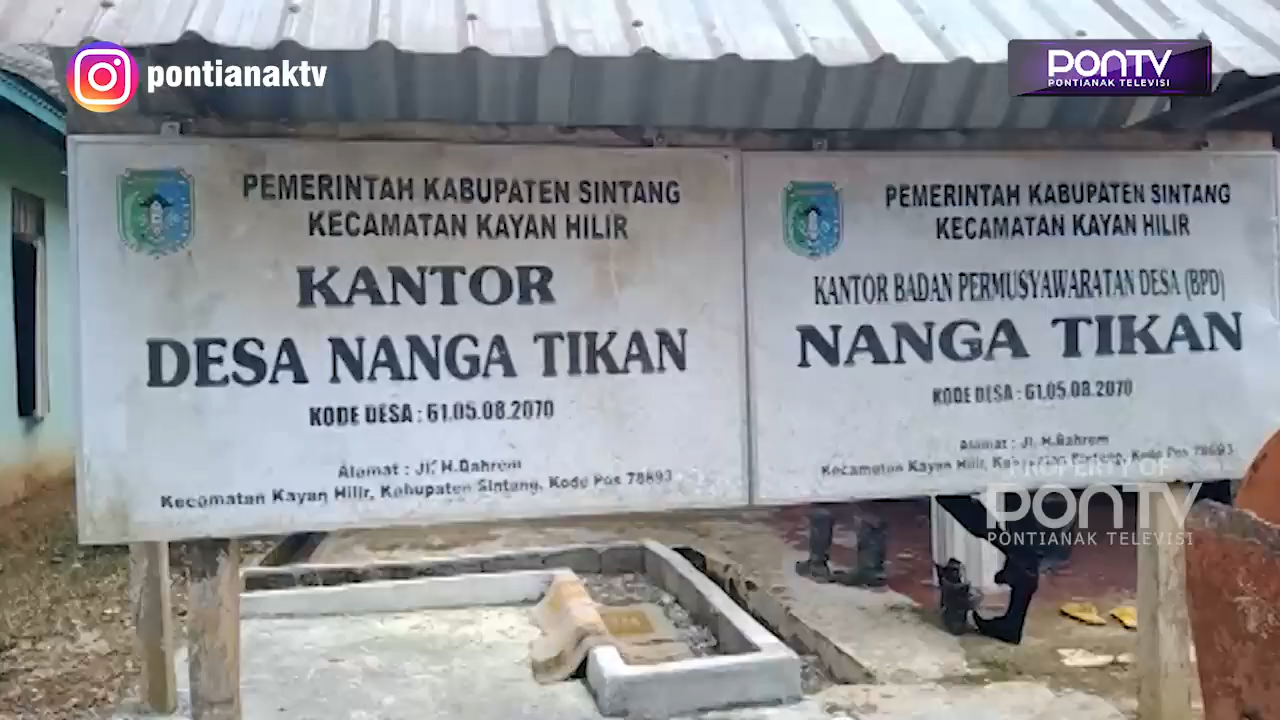 pontianaktv
PONTV
PONTIANAK TELEVISI
PEMERINTAH KABUPATEN SINTANG
KECAMATAN KAYAN HILIR
KANTOR
DESA NANGA TIKAN
KODE DESA : 61.05.08.2070
Alamat : Jl. H.Bahrem
Kecamatan Kayan Hilir, Kabupaten Sintang, Kode Pos 78693
PEMERINTAH KABUPATEN SINTANG
KECAMATAN KAYAN HILIR
KANTOR BADAN PERMUSYAWARATAN DESA (BPD)
NANGA TIKAN
KODE DESA : 61.05.08.2070
Alamat : Jl. H.Bahrem
Kecamatan Kayan Hilir, Kabupaten Sintang, Kode Pos 78693
PROPERTY OF
PONTV
PONTIANAK TELEVISI